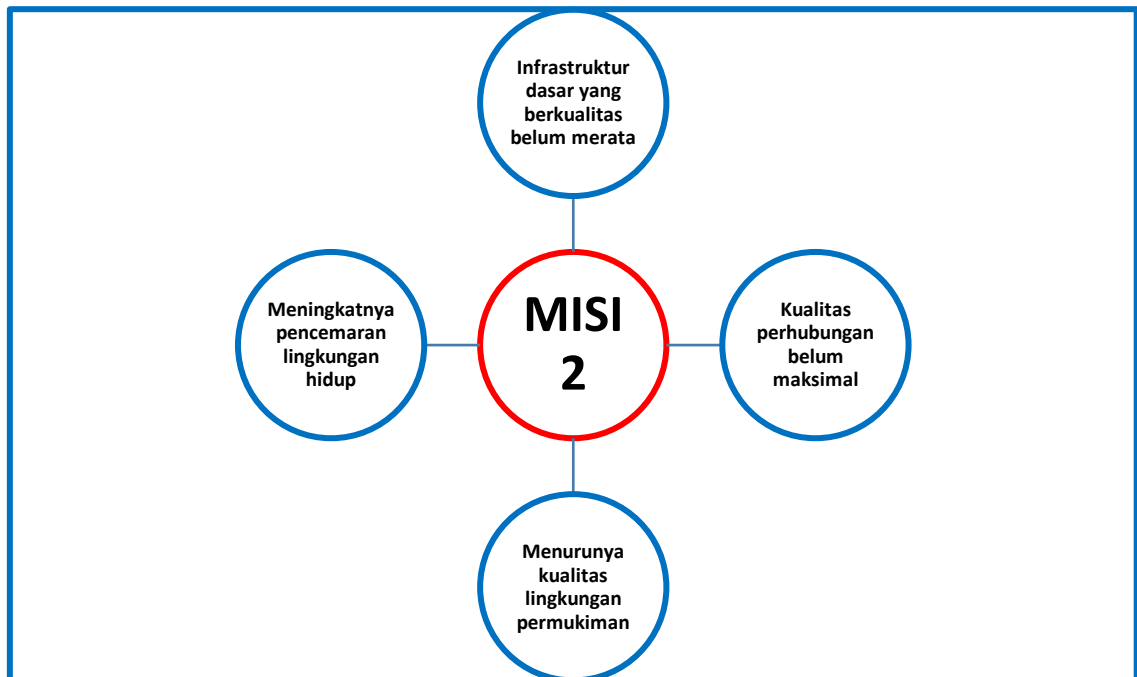 Infrastruktur
dasar yang
berkualitas
belum merata
Meningkatnya
pencemaran
lingkungan
hidup
MISI
2
Kualitas
perhubungan
belum
maksimal
Menurunya
kualitas
lingkungan
permukiman